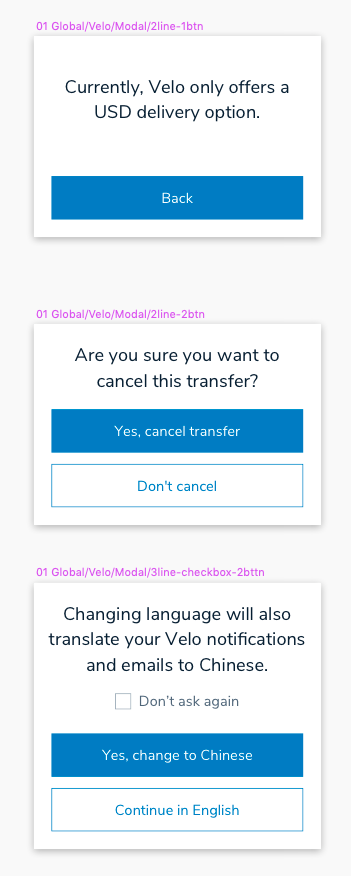 01 Global/Velo/Modal/2line-1btn
Currently, Velo only offers a
USD delivery option.
Back
01 Global/Velo/Modal/2line-2btn
Are you sure you want to
cancel this transfer?
Yes, cancel transfer
Don't cancel
01 Global/Velo/Modal/3line-checkbox-2bttn
Changing language will also
translate your Velo notifications
and emails to Chinese.
Don’t ask again
Yes, change to Chinese
Continue in English